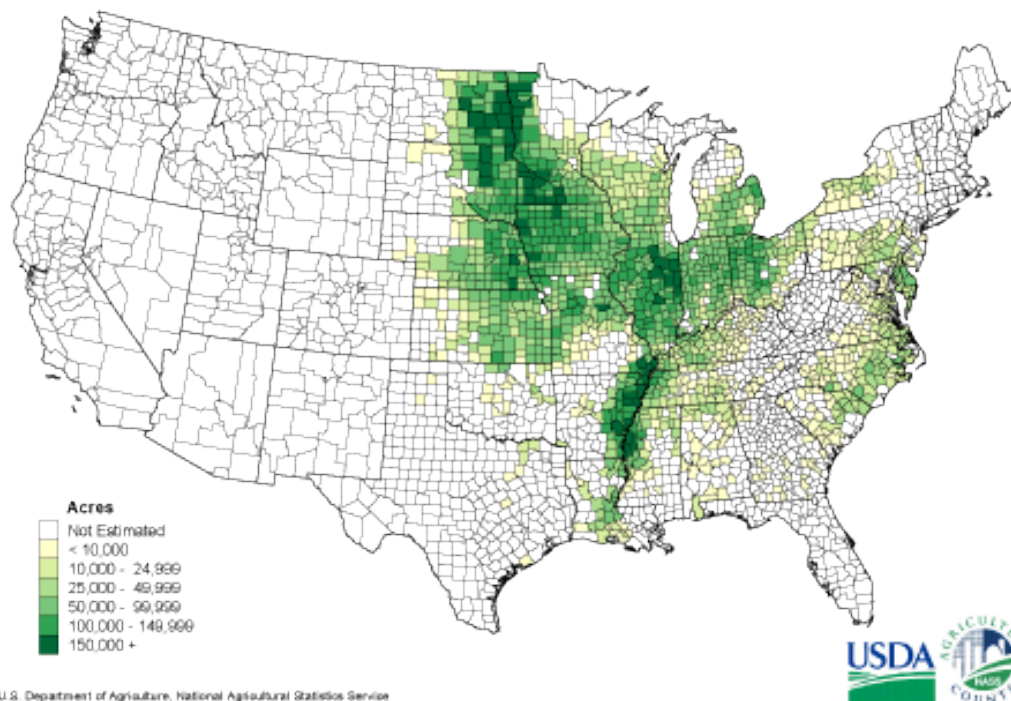 Acres
Not Estimated
< 10,000
10,000 - 24,999
25,000 - 49,999
50,000 - 99,999
100,000 - 149,999
150,000 +
U.S. Department of Agriculture, National Agricultural Statistics Service
USDA
AGRICULTURE
NASS
COUNTS